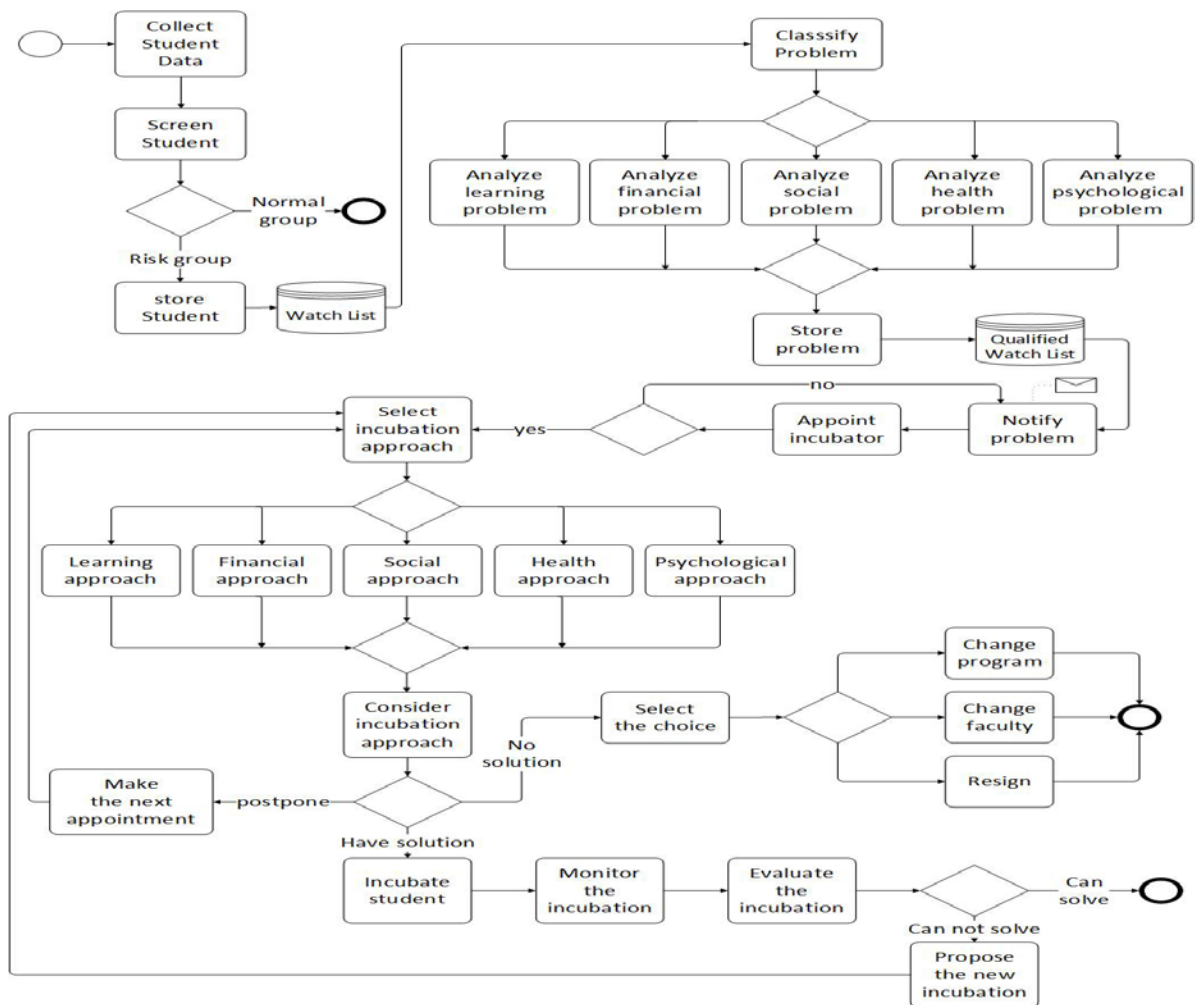 Collect
Student
Data
Screen
Student
Normal
group
Risk group
store
Student
Watch List
Classsify
Problem
Analyze
learning
problem
Analyze
financial
problem
Analyze
social
problem
Analyze
health
problem
Analyze
psychological
problem
Store
problem
Qualified
Watch List
Notify
problem
Appoint
incubator
no
yes
Select
incubation
approach
Learning
approach
Financial
approach
Social
approach
Health
approach
Psychological
approach
Consider
incubation
approach
postpone
Make
the next
appointment
No
solution
Select
the choice
Change
program
Change
faculty
Resign
Have solution
Incubate
student
Monitor
the
incubation
Evaluate
the
incubation
Can
solve
Can not solve
Propose
the new
incubation